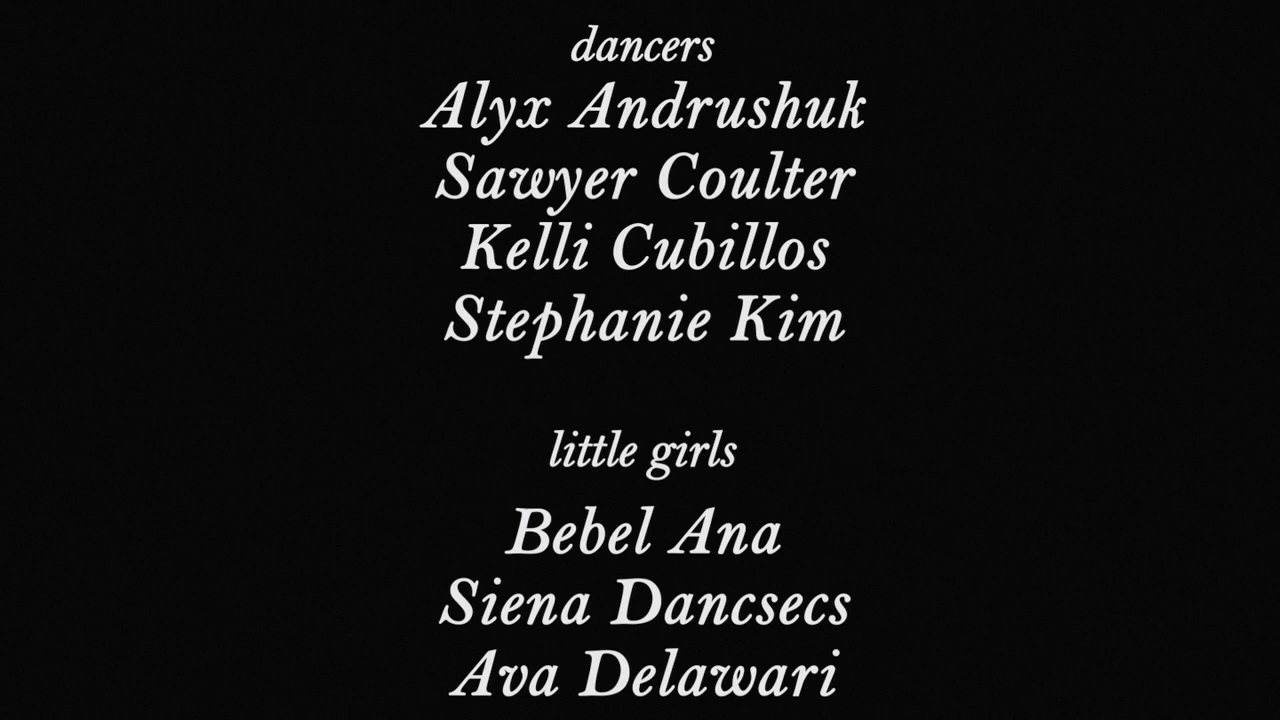 dancers
Alyx Andrushuk
Sawyer Coulter
Kelli Cubillos
Stephanie Kim
little girls
Bebel Ana
Siena Dancsecs
Ava Delawari